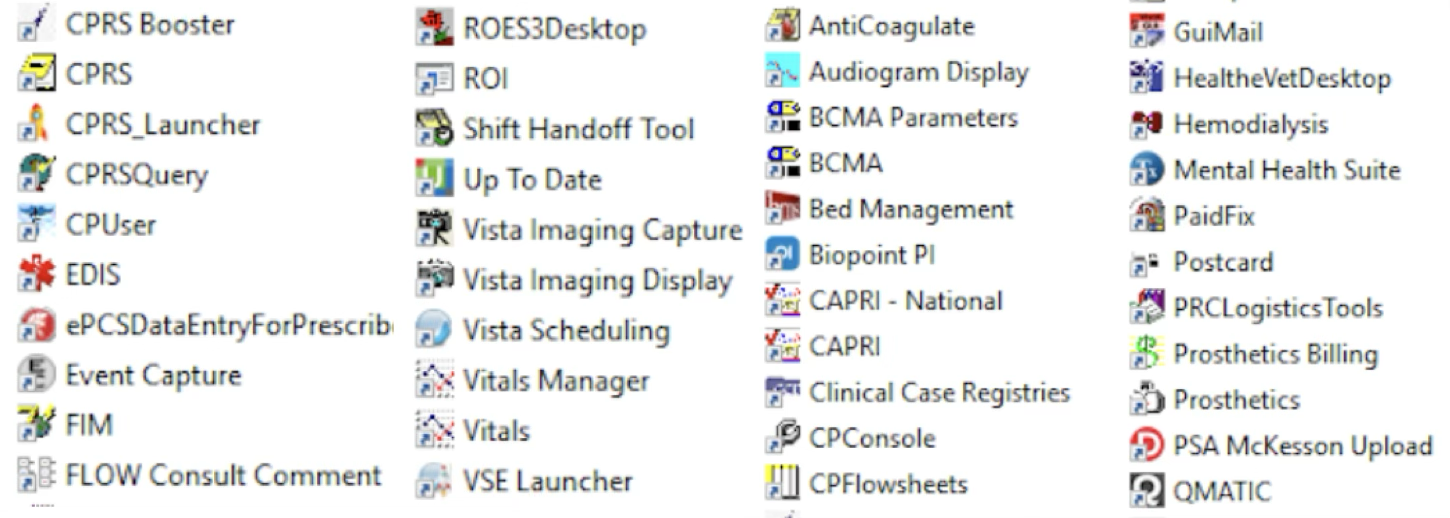 CPRS Booster
CPRS
CPRS_Launcher
CPRSQuery
CPUser
EDIS
ePCSDataEntryForPrescrib
Event Capture
FIM
FLOW Consult Comment
ROES3Desktop
ROI
Shift Handoff Tool
Up To Date
Vista Imaging Capture
Vista Imaging Display
Vista Scheduling
Vitals Manager
Vitals
VSE Launcher
AntiCoagulate
Audiogram Display
BCMA Parameters
BCMA
Bed Management
Biopoint PI
CAPRI - National
CAPRI
Clinical Case Registries
CPConsole
CPFlowsheets
GuiMail
HealtheVetDesktop
Hemodialysis
Mental Health Suite
PaidFix
Postcard
PRCLogisticsTools
Prosthetics Billing
Prosthetics
PSA McKesson Upload
QMATIC